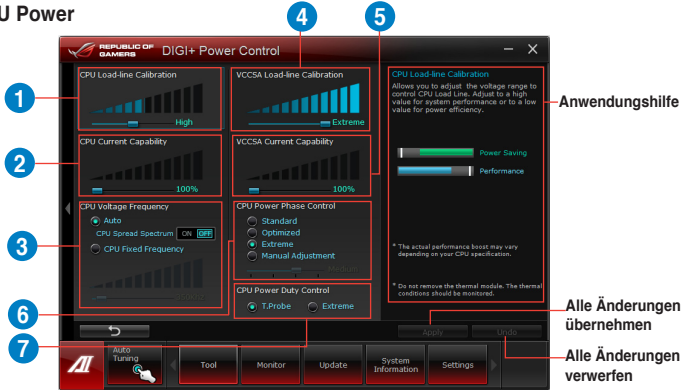 U Power
4
5
REPUBLIC OF
GAMERS
DIGI+ Power Control
CPU Load-line Calibration
High
1
VCCSA Load-line Calibration
Extreme
CPU Load-line Calibration
Allows you to adjust the voltage range to
control CPU Load Line. Adjust to a high
value for system performance or to a low
value for power efficiency.
Anwendungshilfe
CPU Current Capability
100%
2
VCCSA Current Capability
100%
Power Saving
Performance
CPU Voltage Frequency
Auto
CPU Spread Spectrum ON OFF
CPU Fixed Frequency
3
CPU Power Phase Control
Standard
Optimized
Extreme
Manual Adjustment
Medium
* The actual performance boost may vary
depending on your CPU specification.
* Do not remove the thermal module. The thermal
conditions should be monitored.
6
CPU Power Duty Control
T.Probe
Extreme
7
Apply
Undo
Alle Änderungen
übernehmen
Auto
Tuning
Tool
Monitor
Update
System
Information
Settings
Alle Änderungen
verwerfen